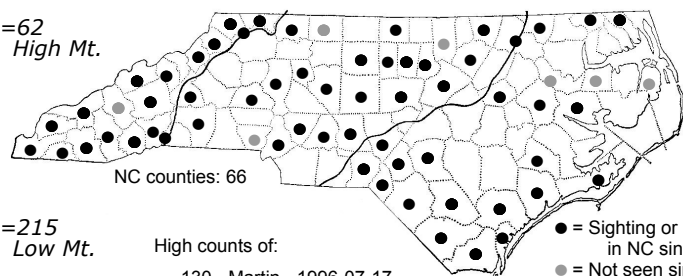 =62
High Mt.
NC counties: 66
=215
Low Mt.
High counts of:
● = Sighting or
in NC sin
● = Not seen si